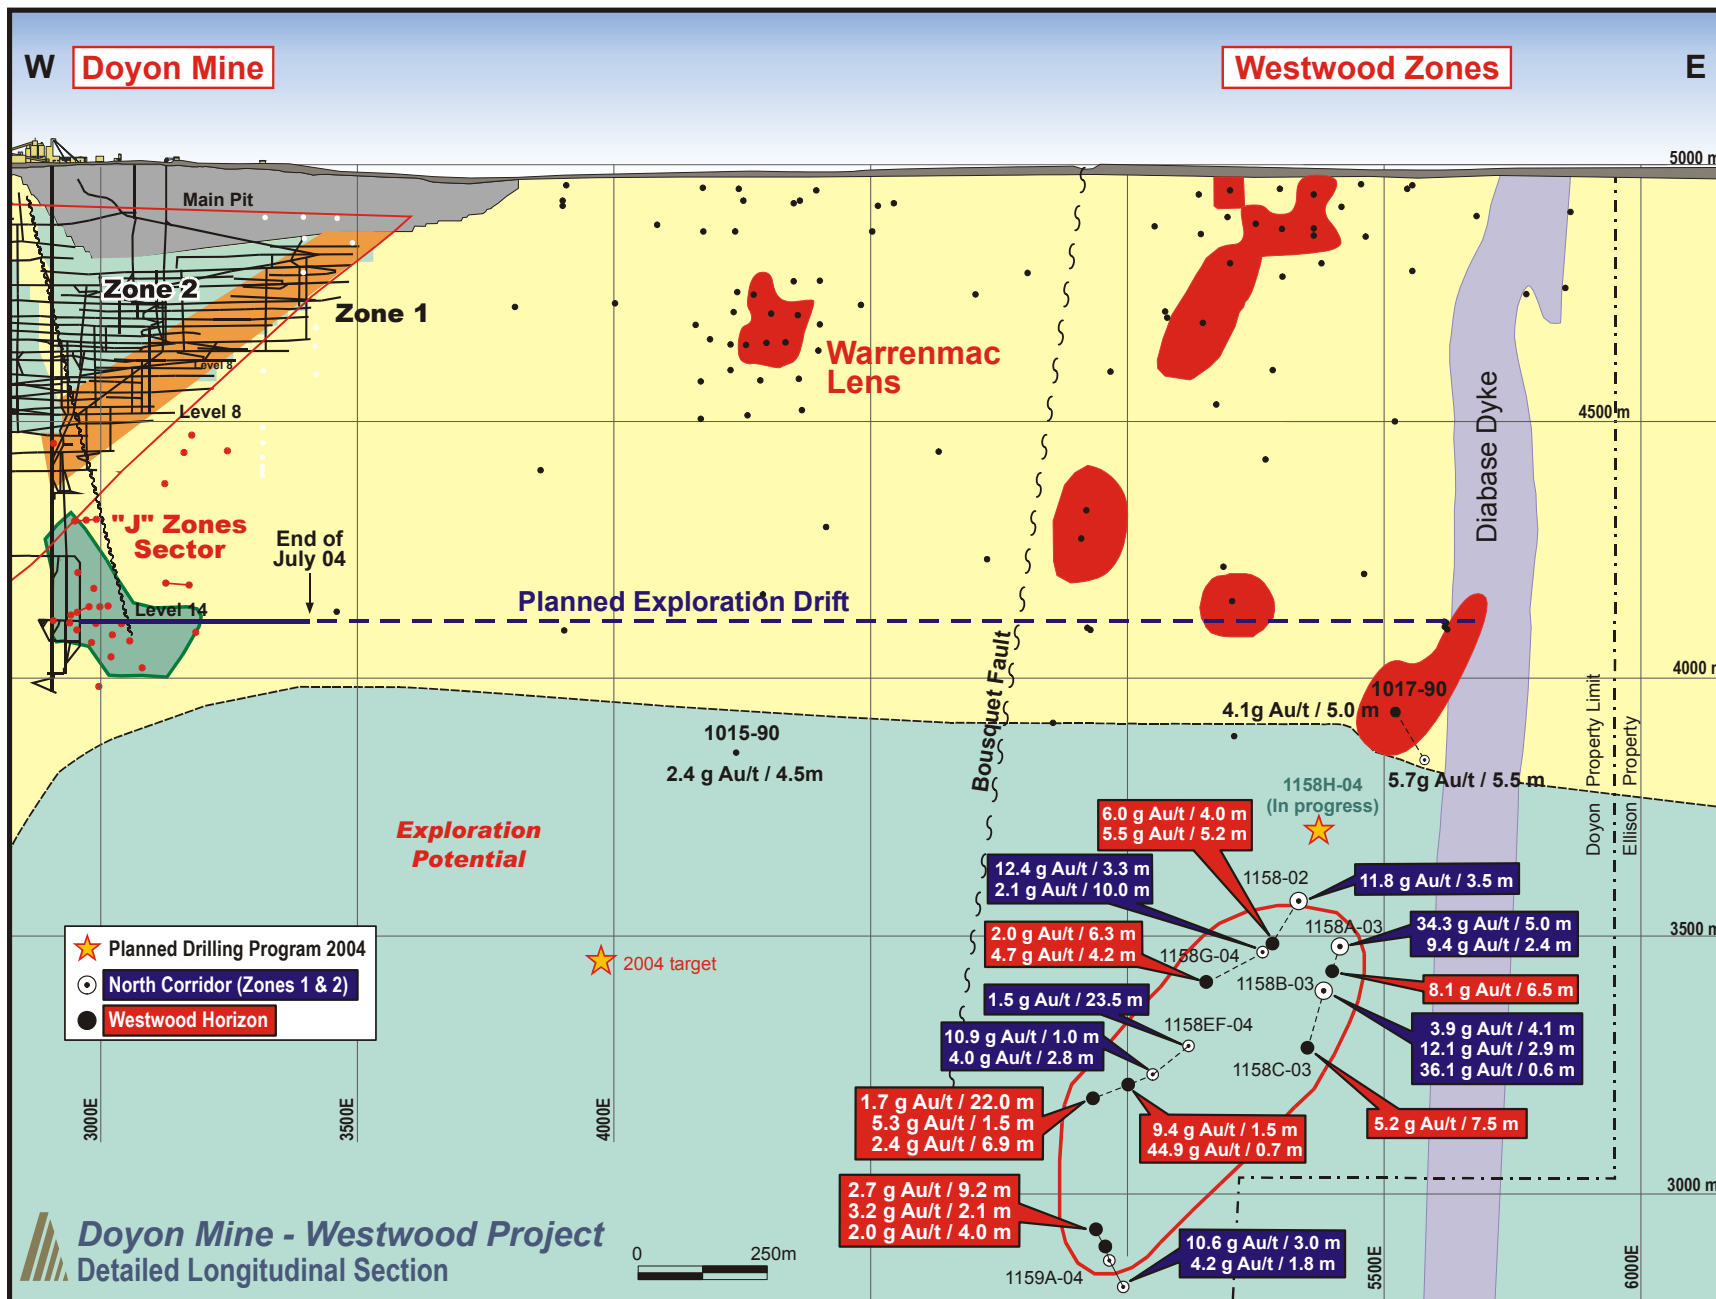 W
Doyon Mine
Westwood Zones
E
5000 m
Main Pit
Zone 2
Zone 1
Warrenmac
Lens
Level 8
Level 8
4500 m
Diabase Dyke
"J" Zones
Sector
End of
July 04
Level 14
Planned Exploration Drift
Bousquet Fault
4000 m
1017-90
4.1g Au/t / 5.0 m
5.7g Au/t / 5.5 m
Doyon Property Limit
Ellison Property
1015-90
2.4 g Au/t / 4.5m
1158H-04
(In progress)
Exploration
Potential
6.0 g Au/t / 4.0 m
5.5 g Au/t / 5.2 m
12.4 g Au/t / 3.3 m
2.1 g Au/t / 10.0 m
1158-02
11.8 g Au/t / 3.5 m
2.0 g Au/t / 6.3 m
4.7 g Au/t / 4.2 m
1158G-04
1158A-03
34.3 g Au/t / 5.0 m
9.4 g Au/t / 2.4 m
3500 m
1158B-03
8.1 g Au/t / 6.5 m
1.5 g Au/t / 23.5 m
1158EF-04
10.9 g Au/t / 1.0 m
4.0 g Au/t / 2.8 m
3.9 g Au/t / 4.1 m
12.1 g Au/t / 2.9 m
36.1 g Au/t / 0.6 m
1158C-03
1.7 g Au/t / 22.0 m
5.3 g Au/t / 1.5 m
2.4 g Au/t / 6.9 m
9.4 g Au/t / 1.5 m
44.9 g Au/t / 0.7 m
5.2 g Au/t / 7.5 m
2.7 g Au/t / 9.2 m
3.2 g Au/t / 2.1 m
2.0 g Au/t / 4.0 m
3000 m
10.6 g Au/t / 3.0 m
4.2 g Au/t / 1.8 m
1159A-04
Planned Drilling Program 2004
North Corridor (Zones 1 & 2)
Westwood Horizon
2004 target
3000E
3500E
4000E
5500E
6000E
Doyon Mine - Westwood Project
Detailed Longitudinal Section
0
250m